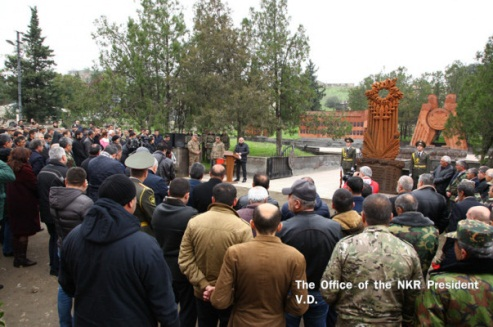 The Office of the NKR President
V.D.